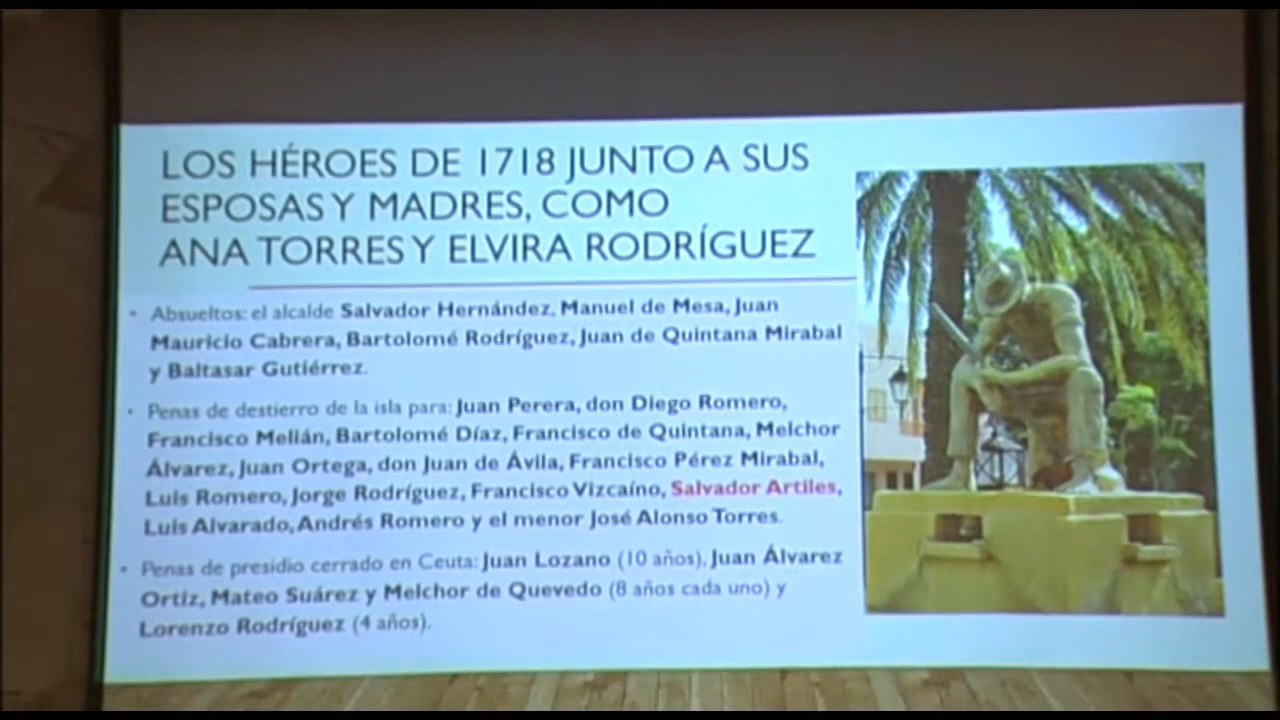 LOS HÉROES DE 1718 JUNTO A SUS
ESPOSAS Y MADRES, COMO
ANA TORRES Y ELVIRA RODRÍGUEZ
• Absueltos: el alcalde Salvador Hernández, Manuel de Mesa, Juan
Mauricio Cabrera, Bartolomé Rodríguez, Juan de Quintana Mirabal
y Baltasar Gutiérrez.
• Penas de destierro de la isla para: Juan Perera, don Diego Romero,
Francisco Melián, Bartolomé Díaz, Francisco de Quintana, Melchor
Álvarez, Juan Ortega, don Juan de Ávila, Francisco Pérez Mirabal,
Luis Romero, Jorge Rodríguez, Francisco Vizcaíno, Salvador Artiles,
Luis Alvarado, Andrés Romero y el menor José Alonso Torres.
• Penas de presidio cerrado en Ceuta: Juan Lozano (10 años), Juan Álvarez
Ortiz, Mateo Suárez y Melchor de Quevedo (8 años cada uno) y
Lorenzo Rodríguez (4 años).